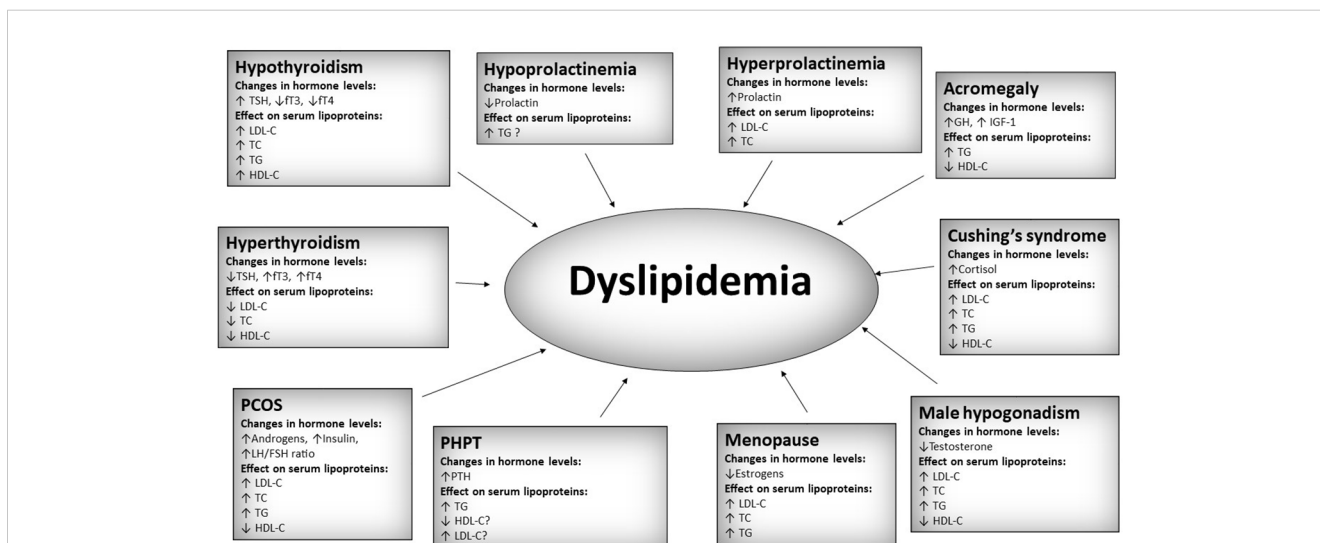 Hypothyroidism
Changes in hormone levels:
↑ TSH, ↓fT3, ↓fT4
Effect on serum lipoproteins:
↑ LDL-C
↑ TC
↑ TG
↑ HDL-C
Hypoprolactinemia
Changes in hormone levels:
↓Prolactin
Effect on serum lipoproteins:
↑ TG ?
Hyperprolactinemia
Changes in hormone levels:
↑Prolactin
Effect on serum lipoproteins:
↑ LDL-C
↑ TC
Acromegaly
Changes in hormone levels:
↑GH, ↑ IGF-1
Effect on serum lipoproteins:
↑ TG
↓ HDL-C
Hyperthyroidism
Changes in hormone levels:
↓TSH, ↑fT3, ↑fT4
Effect on serum lipoproteins:
↓ LDL-C
↓ TC
↓ HDL-C
Dyslipidemia
Cushing’s syndrome
Changes in hormone levels:
↑Cortisol
Effect on serum lipoproteins:
↑ LDL-C
↑ TC
↑ TG
↓ HDL-C
PCOS
Changes in hormone levels:
↑Androgens, ↑Insulin,
↑LH/FSH ratio
Effect on serum lipoproteins:
↑ LDL-C
↑ TC
↑ TG
↓ HDL-C
PHPT
Changes in hormone levels:
↑PTH
Effect on serum lipoproteins:
↑ TG
↓ HDL-C?
↑ LDL-C?
Menopause
Changes in hormone levels:
↓Estrogens
Effect on serum lipoproteins:
↑ LDL-C
↑ TC
↑ TG
Male hypogonadism
Changes in hormone levels:
↓Testosterone
Effect on serum lipoproteins:
↑ LDL-C
↑ TC
↑ TG
↓ HDL-C